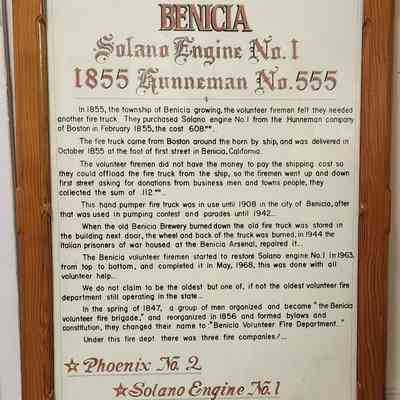 BENICIA
Solano Engine No. 1
1855 Hunneman No. 555
In 1855, the township of Benicia growing, the volunteer firemen felt they needed
another fire truck. They purchased Solano engine No. 1 from the Hunneman company
of Boston in February 1855, the cost 608.⁰⁰.
The fire truck came from Boston around the horn by ship, and was delivered in
October 1855 at the foot of first street in Benicia, California.
The volunteer firemen did not have the money to pay the shipping cost so
they could offload the fire truck from the ship, so the firemen went up and down
first street asking for donations from business men and towns people, they
collected the sum of 112⁰⁰...
This hand pumper fire truck was in use until 1908 in the city of Benicia, after
that was used in pumping contest and parades until 1942...
When the old Benicia Brewery burned down the old fire truck was stored in
the building next door, the wheel and back of the truck was burned, in 1944 the
Italian prisoners of war housed at the Benicia Arsenal, repaired it...
The Benicia volunteer firemen started to restore Solano engine No. 1 in 1963,
from top to bottom, and completed it in May, 1968, this was done with all
volunteer help...
We do not claim to be the oldest but one of, if not the oldest volunteer fire
department still operating in the state...
In the spring of 1847, a group of men organized and became "the Benicia
volunteer fire brigade," and reorganized in 1856 and formed bylaws and
constitution, they changed their name to "Benicia Volunteer Fire Department..."
Under this fire dept there was three fire companies/...
☆ Phoenix No. 2
☆ Solano Engine No. 1